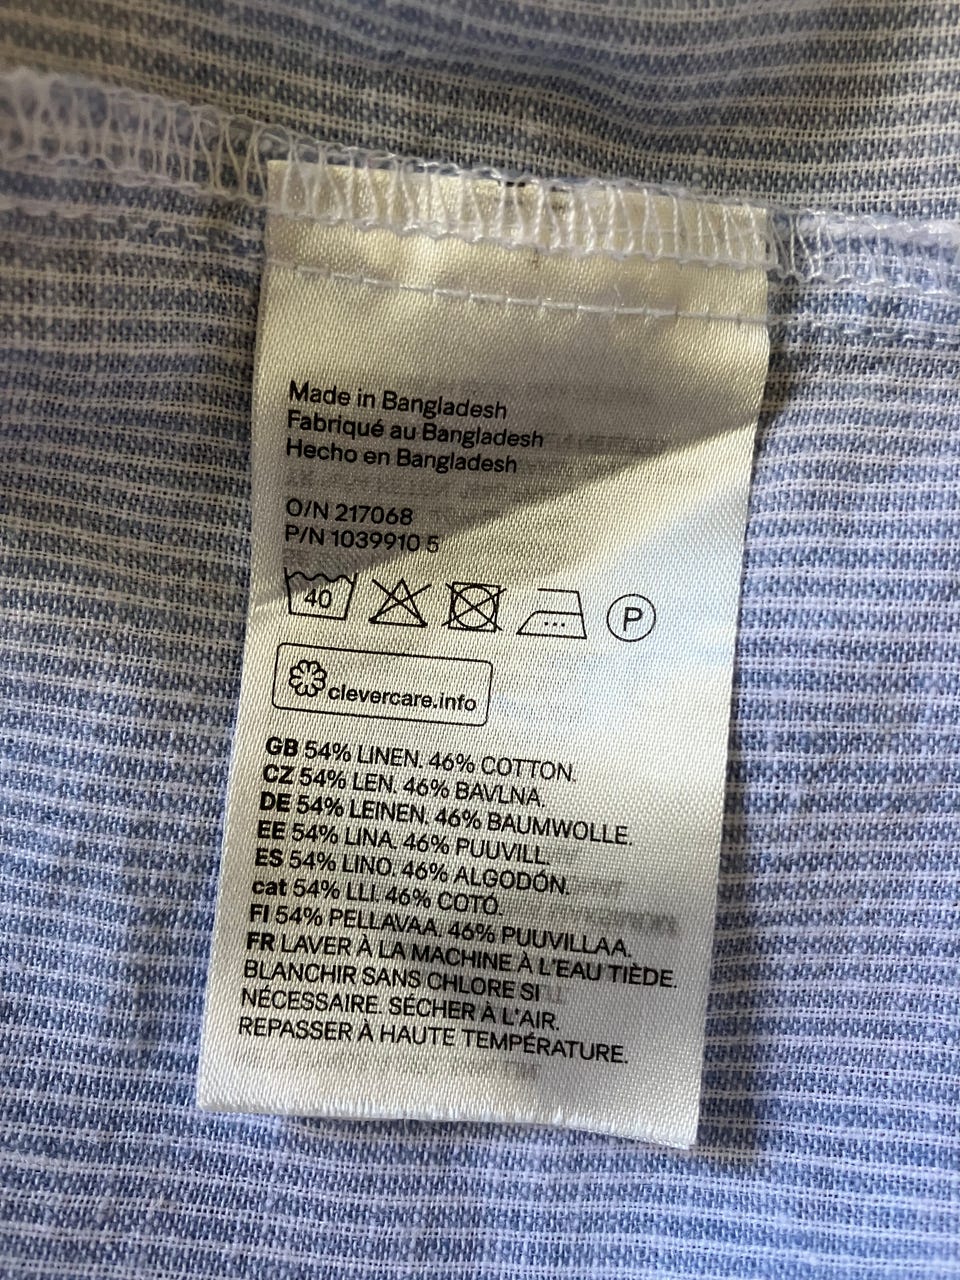 Made in Bangladesh
Fabriqué au Bangladesh
Hecho en Bangladesh
O/N 217068
P/N 1039910 5
40 P
clevercare.info
GB 54% LINEN. 46% COTTON.
CZ 54% LEN. 46% BAVLNA.
DE 54% LEINEN. 46% BAUMWOLLE.
EE 54% LINA. 46% PUUVILL.
ES 54% LINO. 46% ALGODÓN.
cat 54% LLI. 46% COTO.
FI 54% PELLAVAA. 46% PUUVILLAA.
FR LAVER À LA MACHINE À L'EAU TIÈDE.
BLANCHIR SANS CHLORE SI
NÉCESSAIRE. SÉCHER À L'AIR.
REPASSER À HAUTE TEMPÉRATURE.